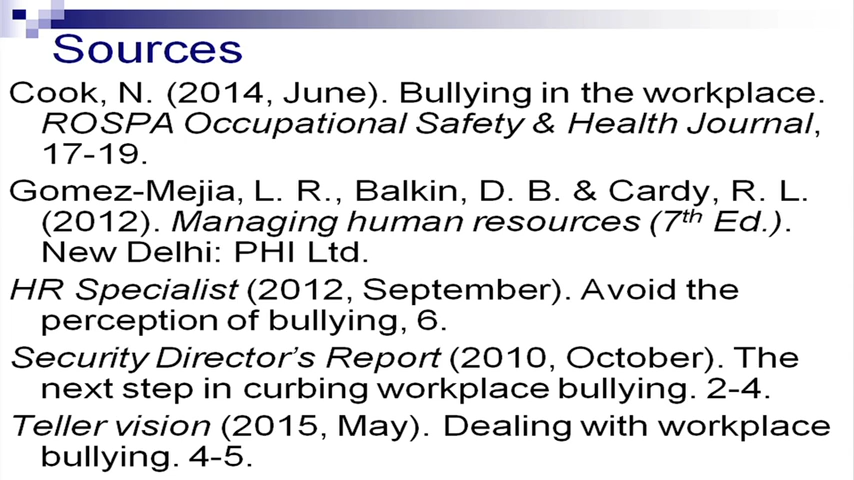 Sources
Cook, N. (2014, June). Bullying in the workplace.
ROSPA Occupational Safety & Health Journal,
17-19.
Gomez-Mejia, L. R., Balkin, D. B. & Cardy, R. L.
(2012). Managing human resources (7th Ed.).
New Delhi: PHI Ltd.
HR Specialist (2012, September). Avoid the
perception of bullying, 6.
Security Director's Report (2010, October). The
next step in curbing workplace bullying. 2-4.
Teller vision (2015, May). Dealing with workplace
bullying. 4-5.